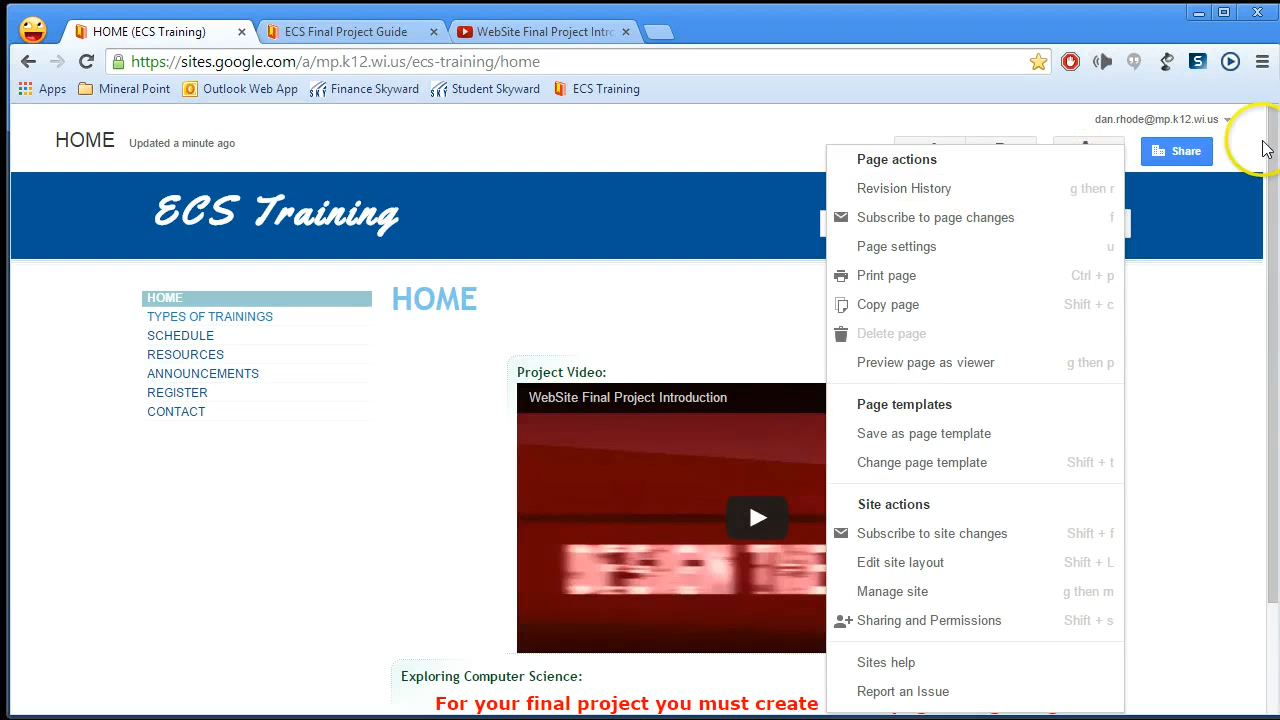 HOME (ECS Training)
ECS Final Project Guide
WebSite Final Project Intro
https://sites.google.com/a/mp.k12.wi.us/ecs-training/home
Apps
Mineral Point
Outlook Web App
Finance Skyward
Student Skyward
ECS Training
dan.rhode@mp.k12.wi.us
HOME Updated a minute ago
Share
ECS Training
HOME
TYPES OF TRAININGS
SCHEDULE
RESOURCES
ANNOUNCEMENTS
REGISTER
CONTACT
HOME
Project Video:
WebSite Final Project Introduction
Exploring Computer Science:
For your final project you must create
Page actions
Revision History g then r
Subscribe to page changes f
Page settings u
Print page Ctrl + p
Copy page Shift + c
Delete page
Preview page as viewer g then p
Page templates
Save as page template
Change page template Shift + t
Site actions
Subscribe to site changes Shift + f
Edit site layout Shift + L
Manage site g then m
Sharing and Permissions Shift + s
Sites help
Report an Issue